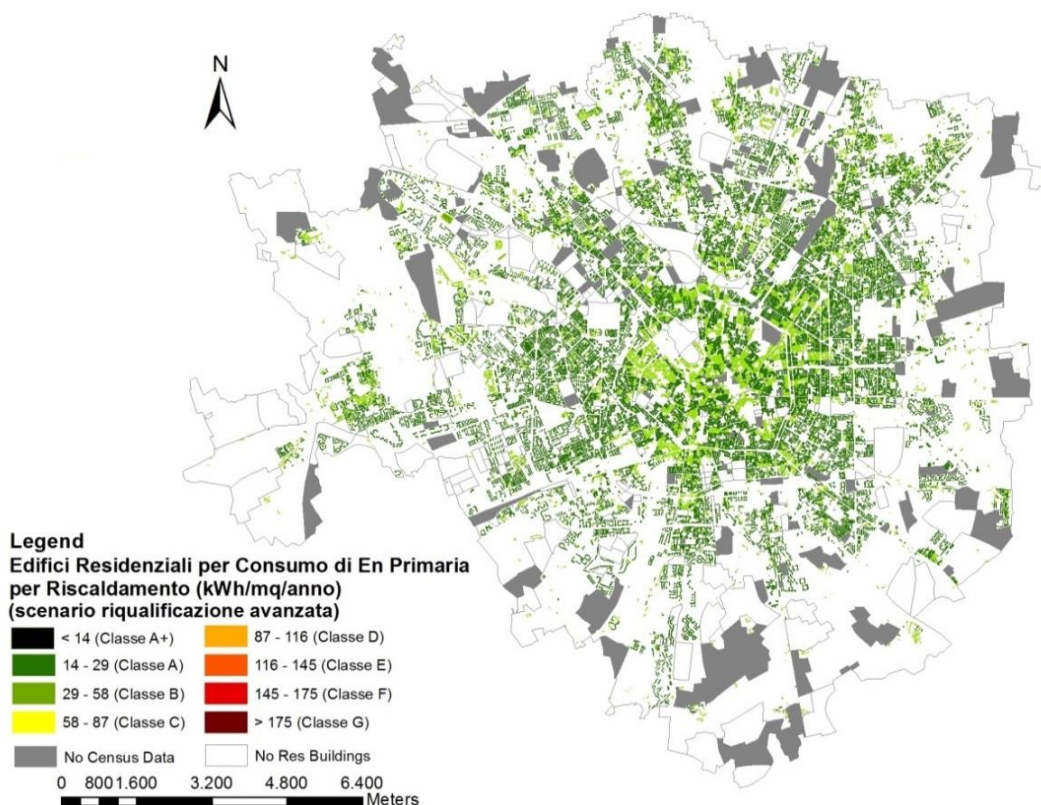 N
Legend
Edifici Residenziali per Consumo di En Primaria
per Riscaldamento (kWh/mq/anno)
(scenario riqualificazione avanzata)
< 14 (Classe A+)
14 - 29 (Classe A)
29 - 58 (Classe B)
58 - 87 (Classe C)
87 - 116 (Classe D)
116 - 145 (Classe E)
145 - 175 (Classe F)
> 175 (Classe G)
No Census Data
No Res Buildings
0 800 1.600 3.200 4.800 6.400
Meters